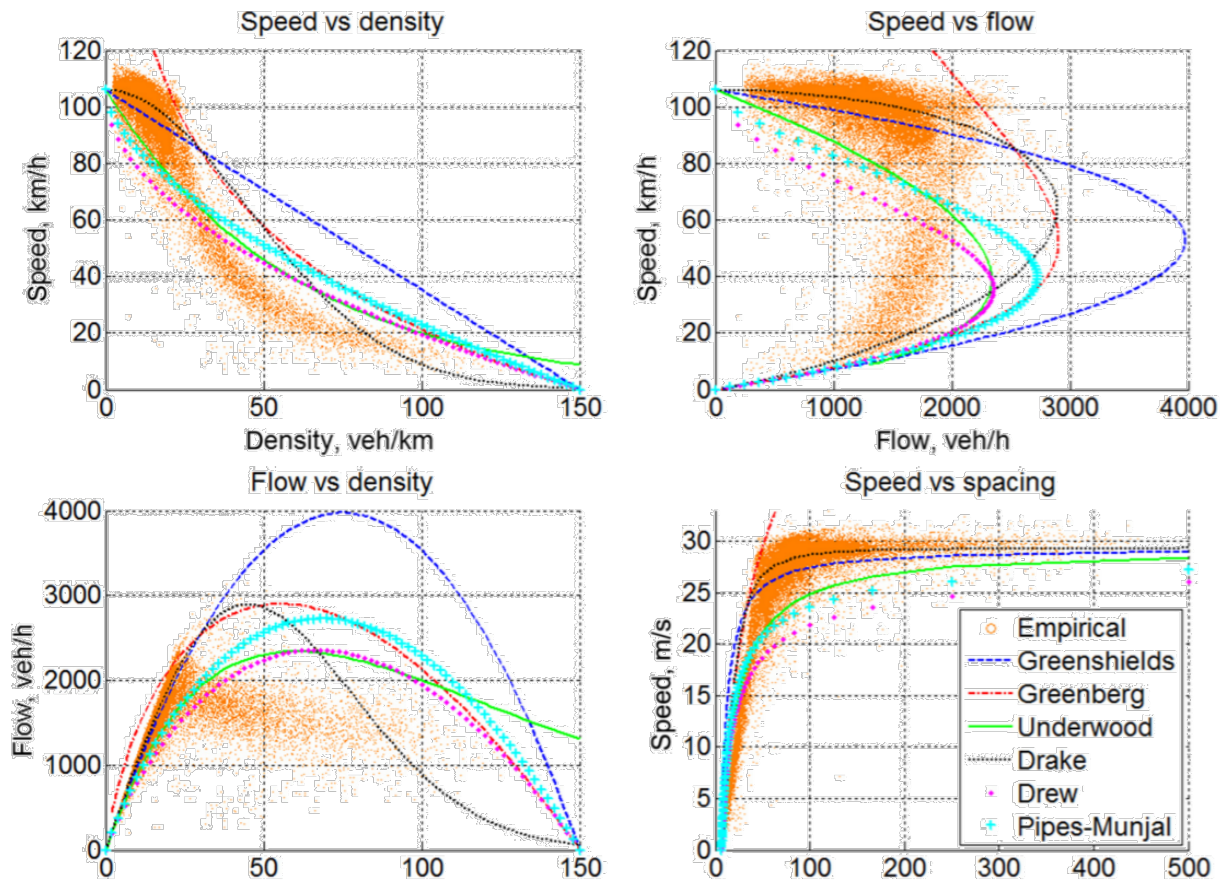 Speed vs density
120
100
80
60
40
20
0
Speed, km/h
0 50 100 150
Density, veh/km
Speed vs flow
120
100
80
60
40
20
0
Speed, km/h
0 1000 2000 3000 4000
Flow, veh/h
Flow vs density
4000
3000
2000
1000
0
Flow, veh/h
0 50 100 150
Speed vs spacing
30
25
20
15
10
5
0
Speed, m/s
0 100 200 300 400 500
Empirical
Greenshields
Greenberg
Underwood
Drake
Drew
Pipes-Munjal